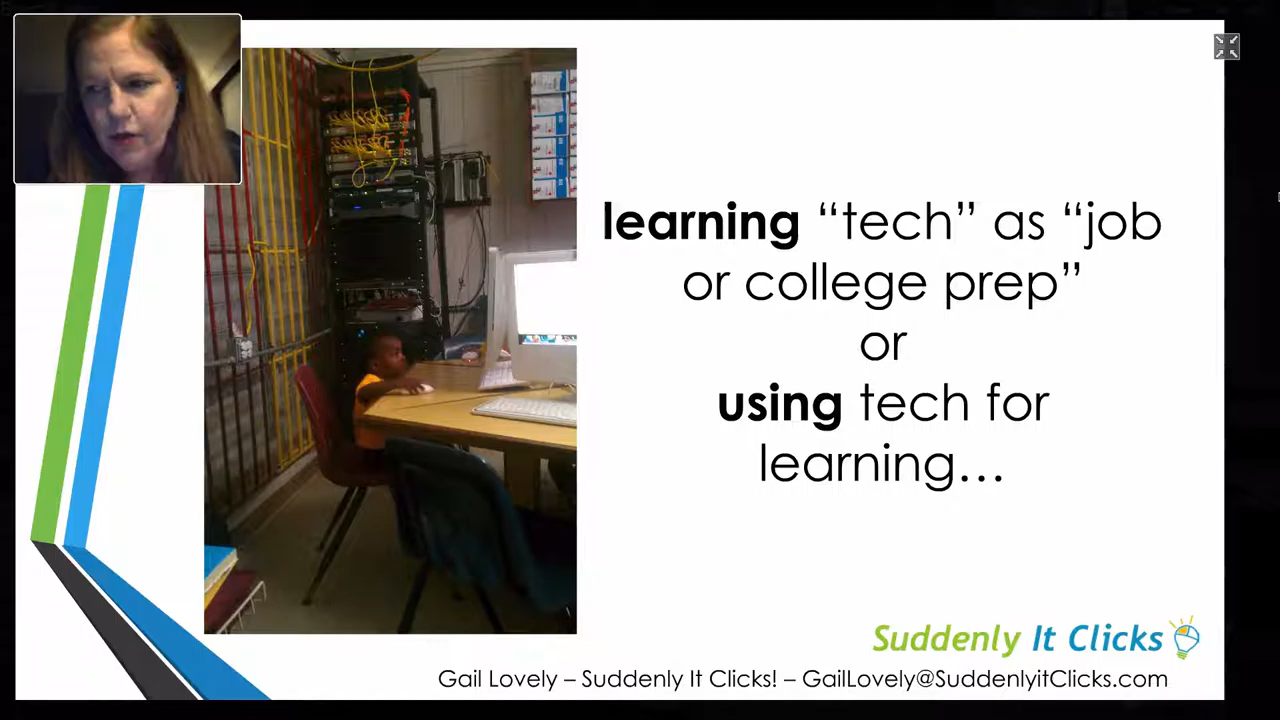 learning “tech” as “job
or college prep”
or
using tech for
learning...
Suddenly It Clicks
Gail Lovely – Suddenly It Clicks! – GailLovely@SuddenlyitClicks.com